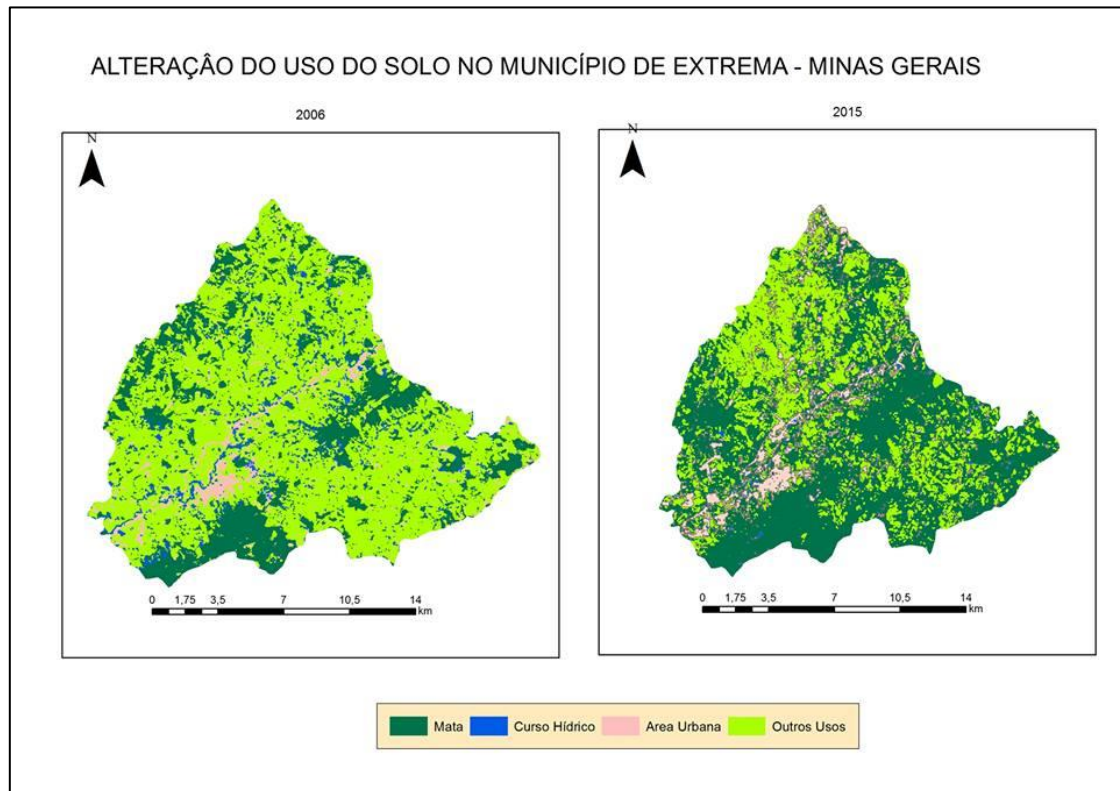 ALTERAÇÂO DO USO DO SOLO NO MUNICÍPIO DE EXTREMA - MINAS GERAIS
2006
N
0 1,75 3,5 7 10,5 14
km
2015
N
0 1,75 3,5 7 10,5 14
km
Mata Curso Hídrico Area Urbana Outros Usos